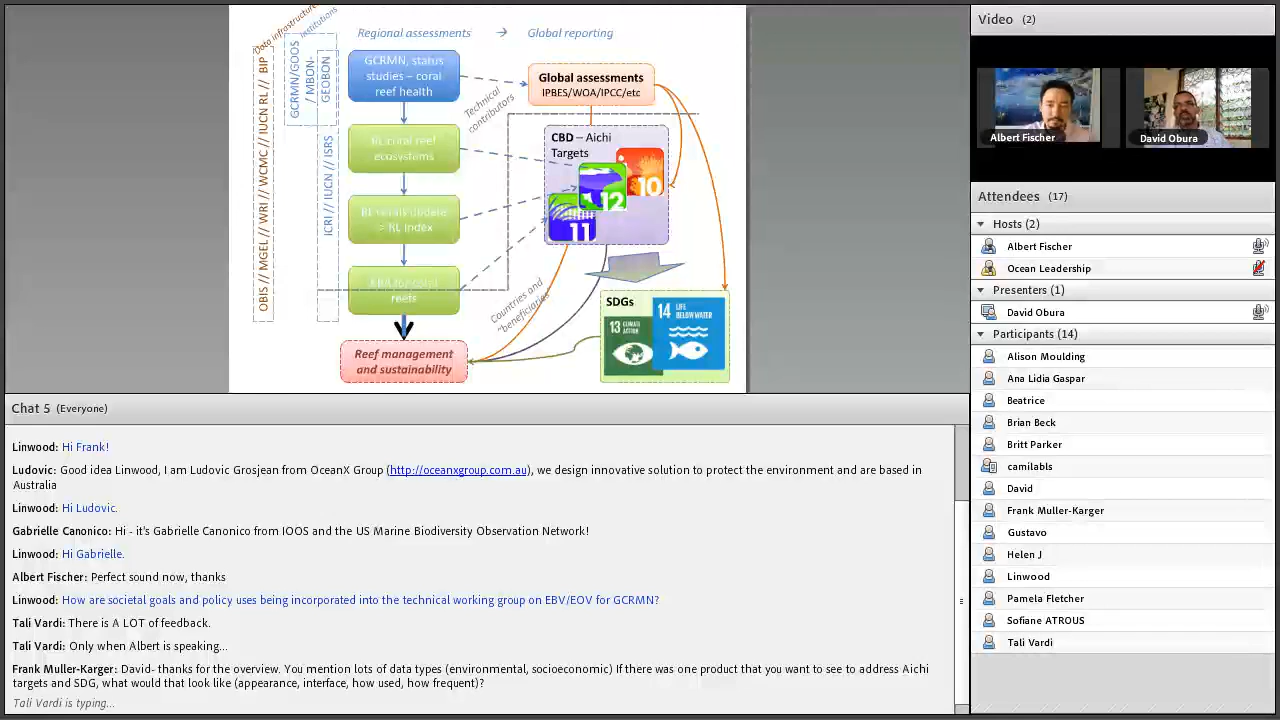 Data infrastructure
institutions
OBIS // MGEL // WRI // WCMC // IUCN RL // BIP
GCRMN/GOOS
/ MBON-
GEOBON
ICRI // IUCN // ISRS
Regional assessments → Global reporting
GCRMN, status
studies – coral
reef health
Technical
contributors
Global assessments
IPBES/WOA/IPCC/etc
RL coral reef
ecosystems
CBD – Aichi
Targets
10
12
11
RL corals update
> RL Index
reefs
Countries and
"beneficiaries"
Reef management
and sustainability
SDGs
13 CLIMATE
ACTION
14 LIFE
BELOW WATER
Video (2)
Albert Fischer
David Obura
Attendees (17)
Hosts (2)
Albert Fischer
Ocean Leadership
Presenters (1)
David Obura
Participants (14)
Alison Moulding
Ana Lidia Gaspar
Beatrice
Brian Beck
Britt Parker
camilabls
David
Frank Muller-Karger
Gustavo
Helen J
Linwood
Pamela Fletcher
Sofiane ATROUS
Tali Vardi
Chat 5 (Everyone)
Linwood: Hi Frank!
Ludovic: Good idea Linwood, I am Ludovic Grosjean from OceanX Group (http://oceanxgroup.com.au), we design innovative solution to protect the environment and are based in
Australia
Linwood: Hi Ludovic.
Gabrielle Canonico: Hi - it's Gabrielle Canonico from IOOS and the US Marine Biodiversity Observation Network!
Linwood: Hi Gabrielle.
Albert Fischer: Perfect sound now, thanks
Linwood: How are societal goals and policy uses being incorporated into the technical working group on EBV/EOV for GCRMN?
Tali Vardi: There is A LOT of feedback.
Tali Vardi: Only when Albert is speaking...
Frank Muller-Karger: David- thanks for the overview. You mention lots of data types (environmental, socioeconomic) If there was one product that you want to see to address Aichi
targets and SDG, what would that look like (appearance, interface, how used, how frequent)?
Tali Vardi is typing...